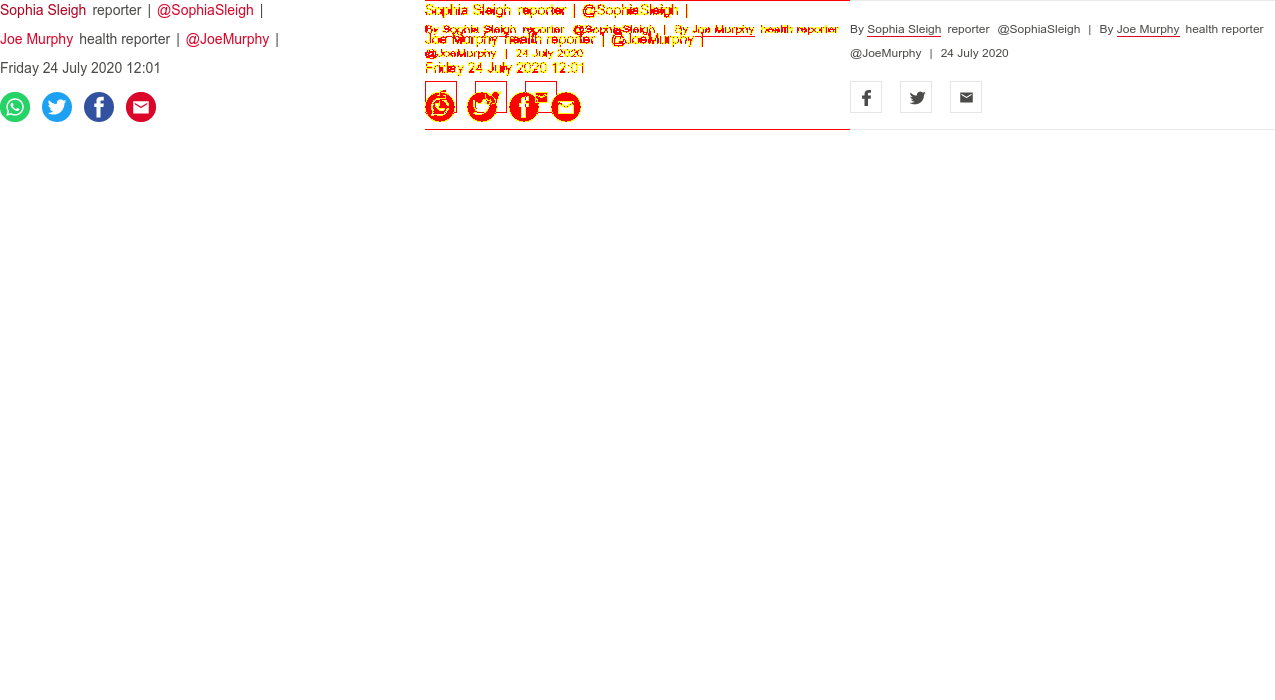 Sophia Sleigh reporter | @SophiaSleigh |
Joe Murphy health reporter | @JoeMurphy |
Friday 24 July 2020 12:01
Sophia Sleigh reporter | @SophiaSleigh |
By Sophia Sleigh reporter @SophiaSleigh | By Joe Murphy health reporter
Joe Murphy health reporter | @JoeMurphy |
@JoeMurphy | 24 July 2020
Friday 24 July 2020 12:01
By Sophia Sleigh reporter @SophiaSleigh | By Joe Murphy health reporter
@JoeMurphy | 24 July 2020